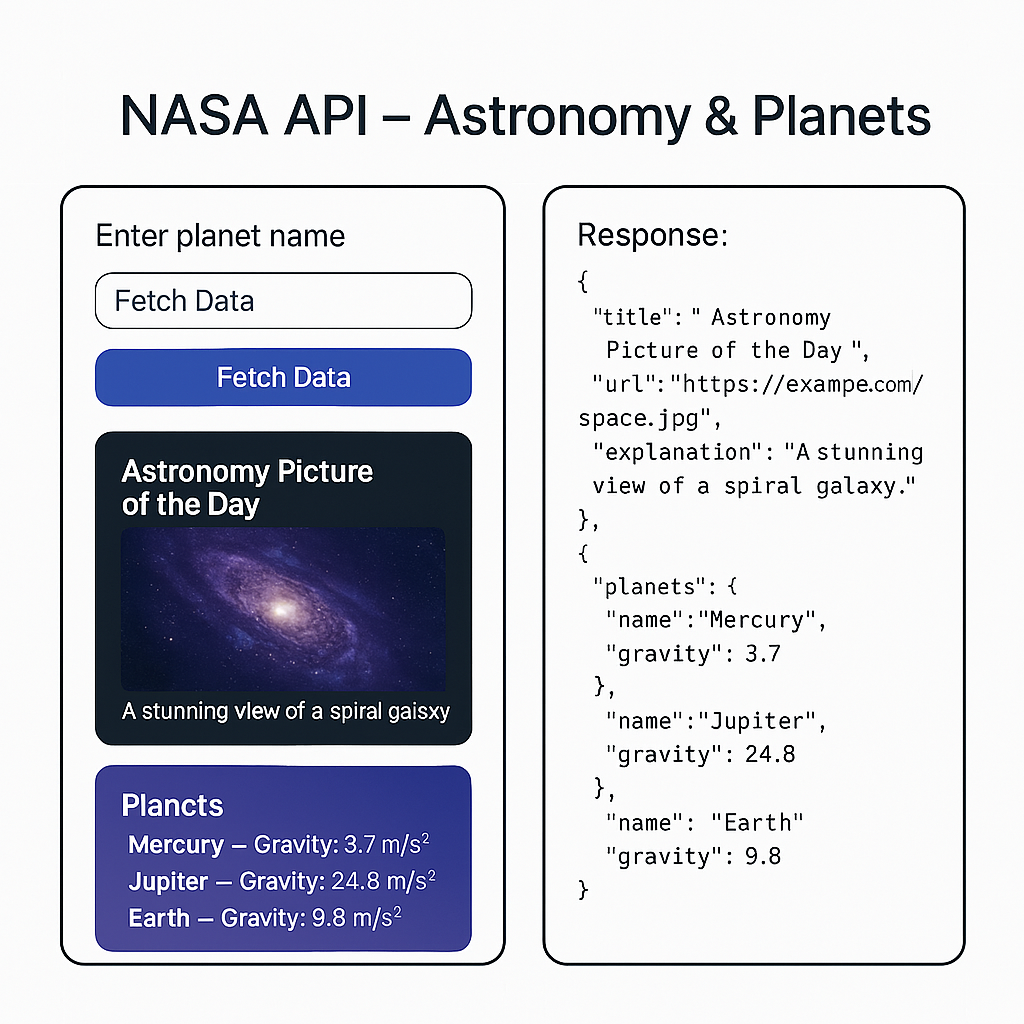 NASA API – Astronomy & Planets
Enter planet name
Fetch Data
Fetch Data
Astronomy Picture
of the Day
A stunning vlew of a spiral gaisxy
Plancts
Mercury – Gravity: 3.7 m/s²
Jupiter – Gravity: 24.8 m/s²
Earth – Gravity: 9.8 m/s²
Response:
{
"title": " Astronomy
Picture of the Day ",
"url":"https://exampe.com/
space.jpg",
"explanation": "A stunning
view of a spiral galaxy."
},
{
"planets": {
"name":"Mercury",
"gravity": 3.7
},
"name":"Jupiter",
"gravity": 24.8
},
"name": "Earth"
"gravity": 9.8
}